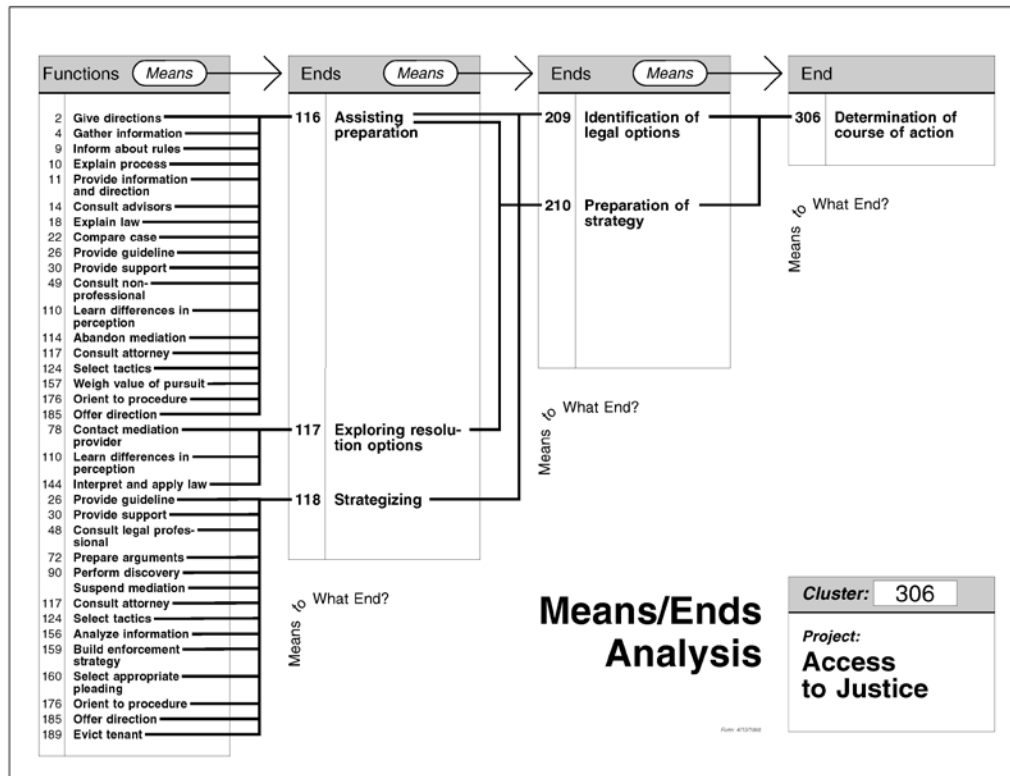 Functions Means
Ends Means
Ends Means
End
2 Give directions
4 Gather information
9 Inform about rules
10 Explain process
11 Provide information
and direction
14 Consult advisors
18 Explain law
22 Compare case
26 Provide guideline
30 Provide support
49 Consult non-
professional
110 Learn differences in
perception
114 Abandon mediation
117 Consult attorney
124 Select tactics
157 Weigh value of pursuit
176 Orient to procedure
185 Offer direction
78 Contact mediation
provider
110 Learn differences in
perception
144 Interpret and apply law
26 Provide guideline
30 Provide support
48 Consult legal profes-
sional
72 Prepare arguments
90 Perform discovery
Suspend mediation
117 Consult attorney
124 Select tactics
156 Analyze information
159 Build enforcement
strategy
160 Select appropriate
pleading
176 Orient to procedure
185 Offer direction
189 Evict tenant
116 Assisting
preparation
117 Exploring resolu-
tion options
118 Strategizing
Means to What End?
209 Identification of
legal options
210 Preparation of
strategy
Means to What End?
306 Determination of
course of action
Means to What End?
Means/Ends
Analysis
Cluster: 306
Project:
Access
to Justice